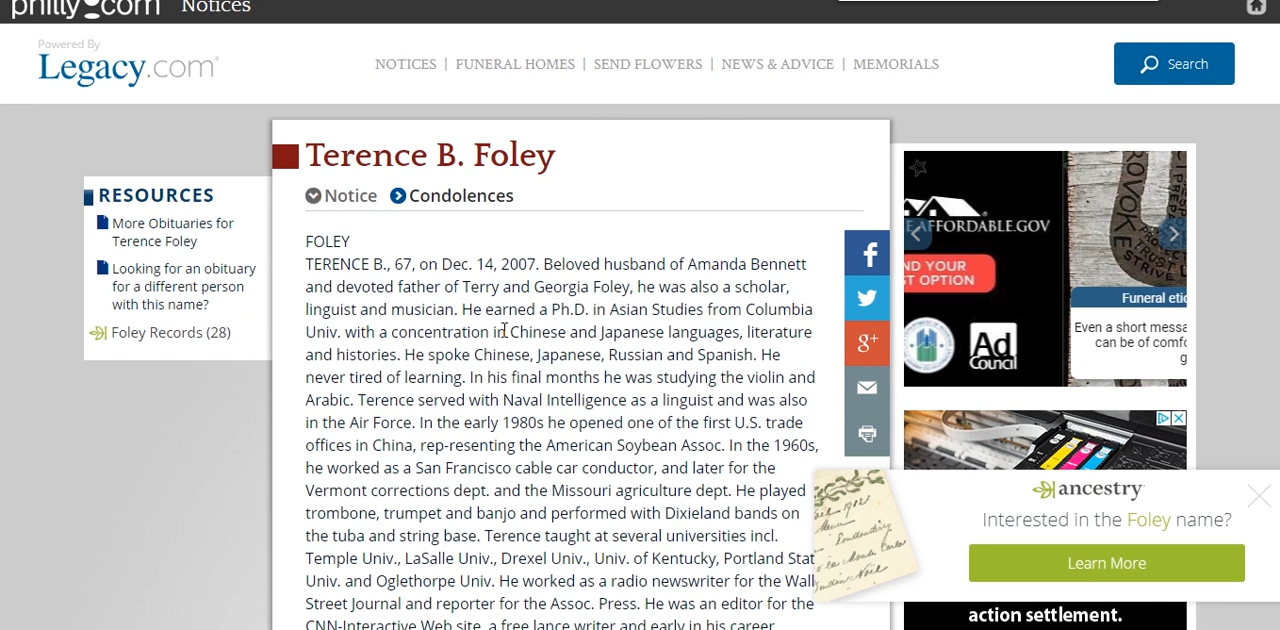 philly.com Notices
Powered By
Legacy.com
NOTICES | FUNERAL HOMES | SEND FLOWERS | NEWS & ADVICE | MEMORIALS
Search
Terence B. Foley
Notice Condolences
RESOURCES
More Obituaries for
Terence Foley
Looking for an obituary
for a different person
with this name?
Foley Records (28)
FOLEY
TERENCE B., 67, on Dec. 14, 2007. Beloved husband of Amanda Bennett
and devoted father of Terry and Georgia Foley, he was also a scholar,
linguist and musician. He earned a Ph.D. in Asian Studies from Columbia
Univ. with a concentration in Chinese and Japanese languages, literature
and histories. He spoke Chinese, Japanese, Russian and Spanish. He
never tired of learning. In his final months he was studying the violin and
Arabic. Terence served with Naval Intelligence as a linguist and was also
in the Air Force. In the early 1980s he opened one of the first U.S. trade
offices in China, rep-resenting the American Soybean Assoc. In the 1960s,
he worked as a San Francisco cable car conductor, and later for the
Vermont corrections dept. and the Missouri agriculture dept. He played
trombone, trumpet and banjo and performed with Dixieland bands on
the tuba and string base. Terence taught at several universities incl.
Temple Univ., LaSalle Univ., Drexel Univ., Univ. of Kentucky, Portland Stat
Univ. and Oglethorpe Univ. He worked as a radio newswriter for the Wall
Street Journal and reporter for the Assoc. Press. He was an editor for the
CNN-Interactive Web site, a free lance writer and early in his career
f
g+
EAFFORDABLE.GOV
ND YOUR
T OPTION
Ad
Council
PROVOKE
Funeral etic
Even a short messa
can be of comfo
g
ancestry
Interested in the Foley name?
Learn More
action settlement.